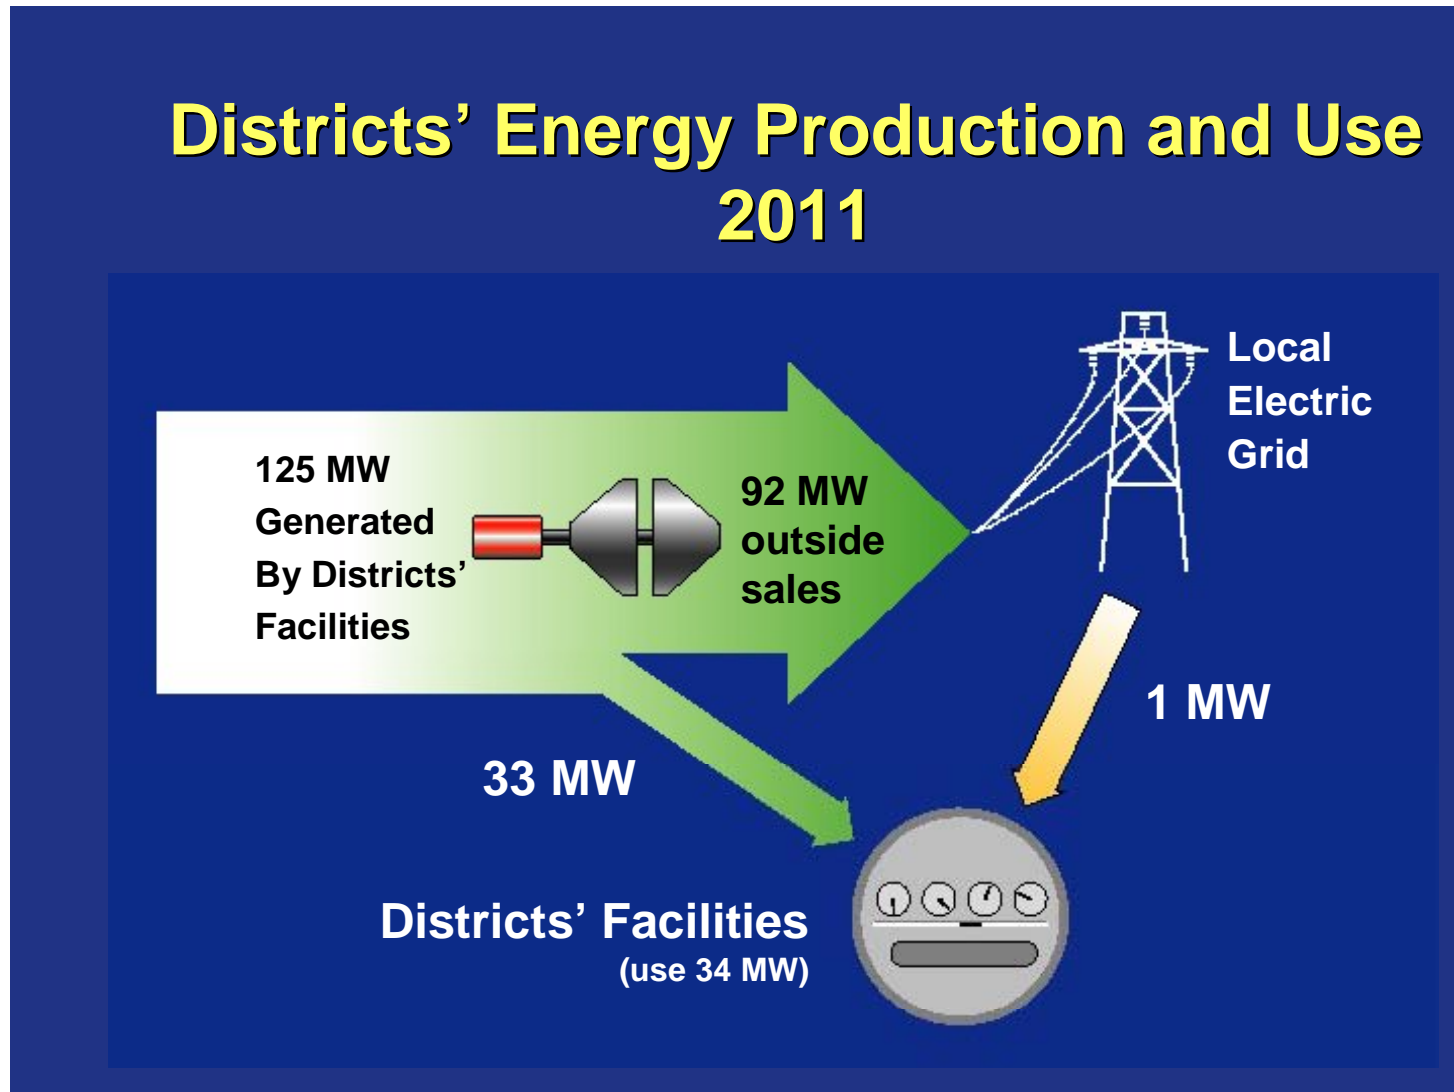 Districts’ Energy Production and Use
2011
Local
Electric
Grid
125 MW
Generated
By Districts’
Facilities
92 MW
outside
sales
1 MW
33 MW
Districts’ Facilities
(use 34 MW)